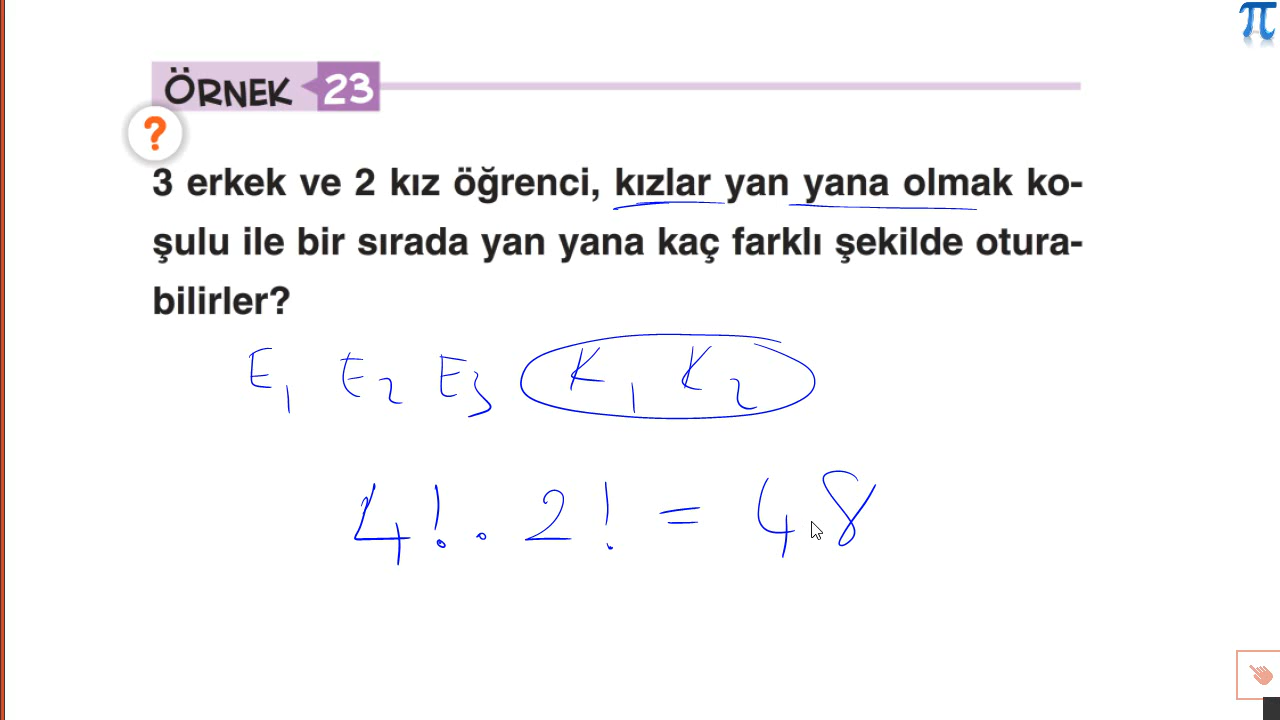 π
ÖRNEK 23
?
3 erkek ve 2 kız öğrenci, kızlar yan yana olmak ko-
şulu ile bir sırada yan yana kaç farklı şekilde otura-
bilirler?
E1 E2 E3 K1 K2
4! . 2! = 48